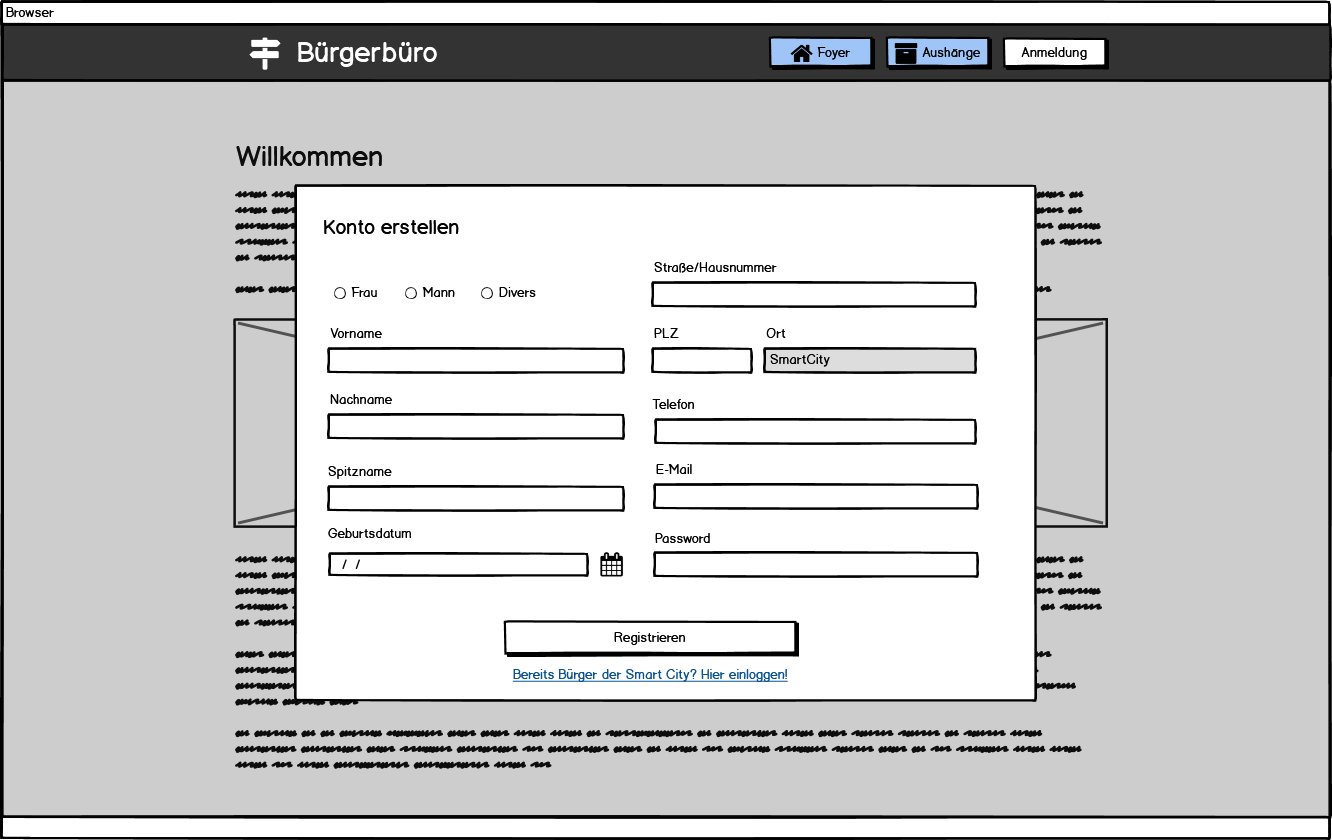 Browser
Bürgerbüro
Foyer
Aushänge
Anmeldung
Willkommen
Konto erstellen
Frau
Mann
Divers
Vorname
Nachname
Spitzname
Geburtsdatum
/ /
Straße/Hausnummer
PLZ
Ort
SmartCity
Telefon
E-Mail
Password
Registrieren
Bereits Bürger der Smart City? Hier einloggen!